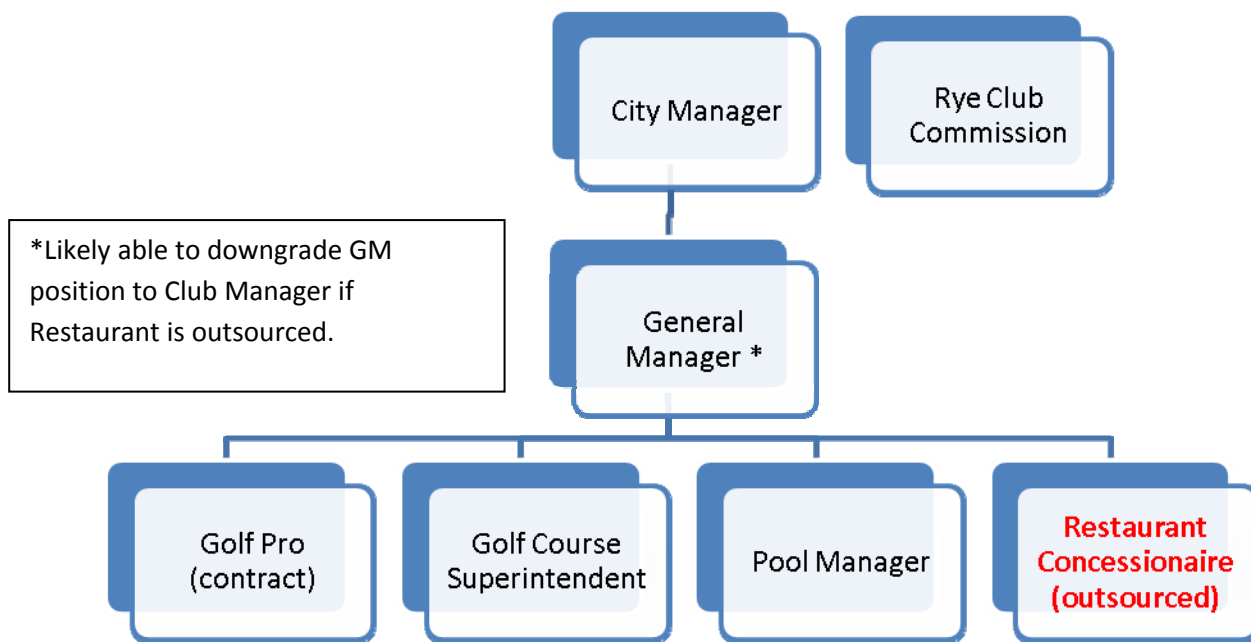 City Manager
Rye Club
Commission
*Likely able to downgrade GM
position to Club Manager if
Restaurant is outsourced.
General
Manager *
Golf Pro
(contract)
Golf Course
Superintendent
Pool Manager
Restaurant
Concessionaire
(outsourced)